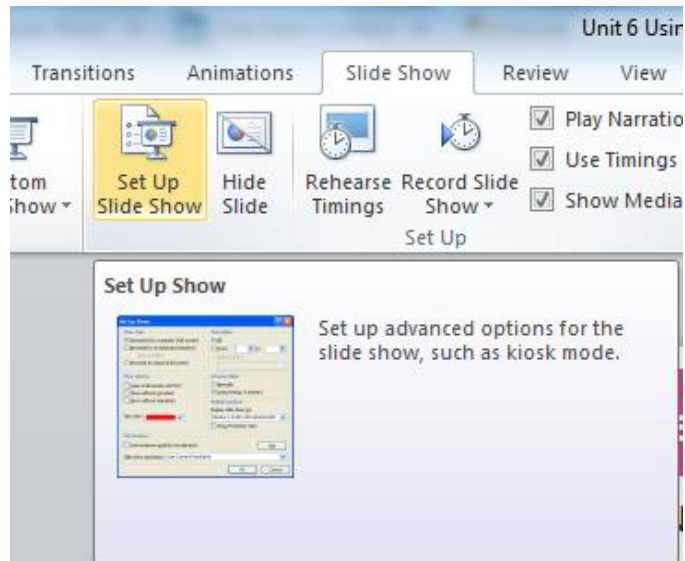 Unit 6 Usin
Transitions Animations Slide Show Review View
tom Show
Set Up Slide Show
Hide Slide
Rehearse Timings
Record Slide Show
Play Narratio
Use Timings
Show Media
Set Up
Set Up Show
Set up advanced options for the
slide show, such as kiosk mode.